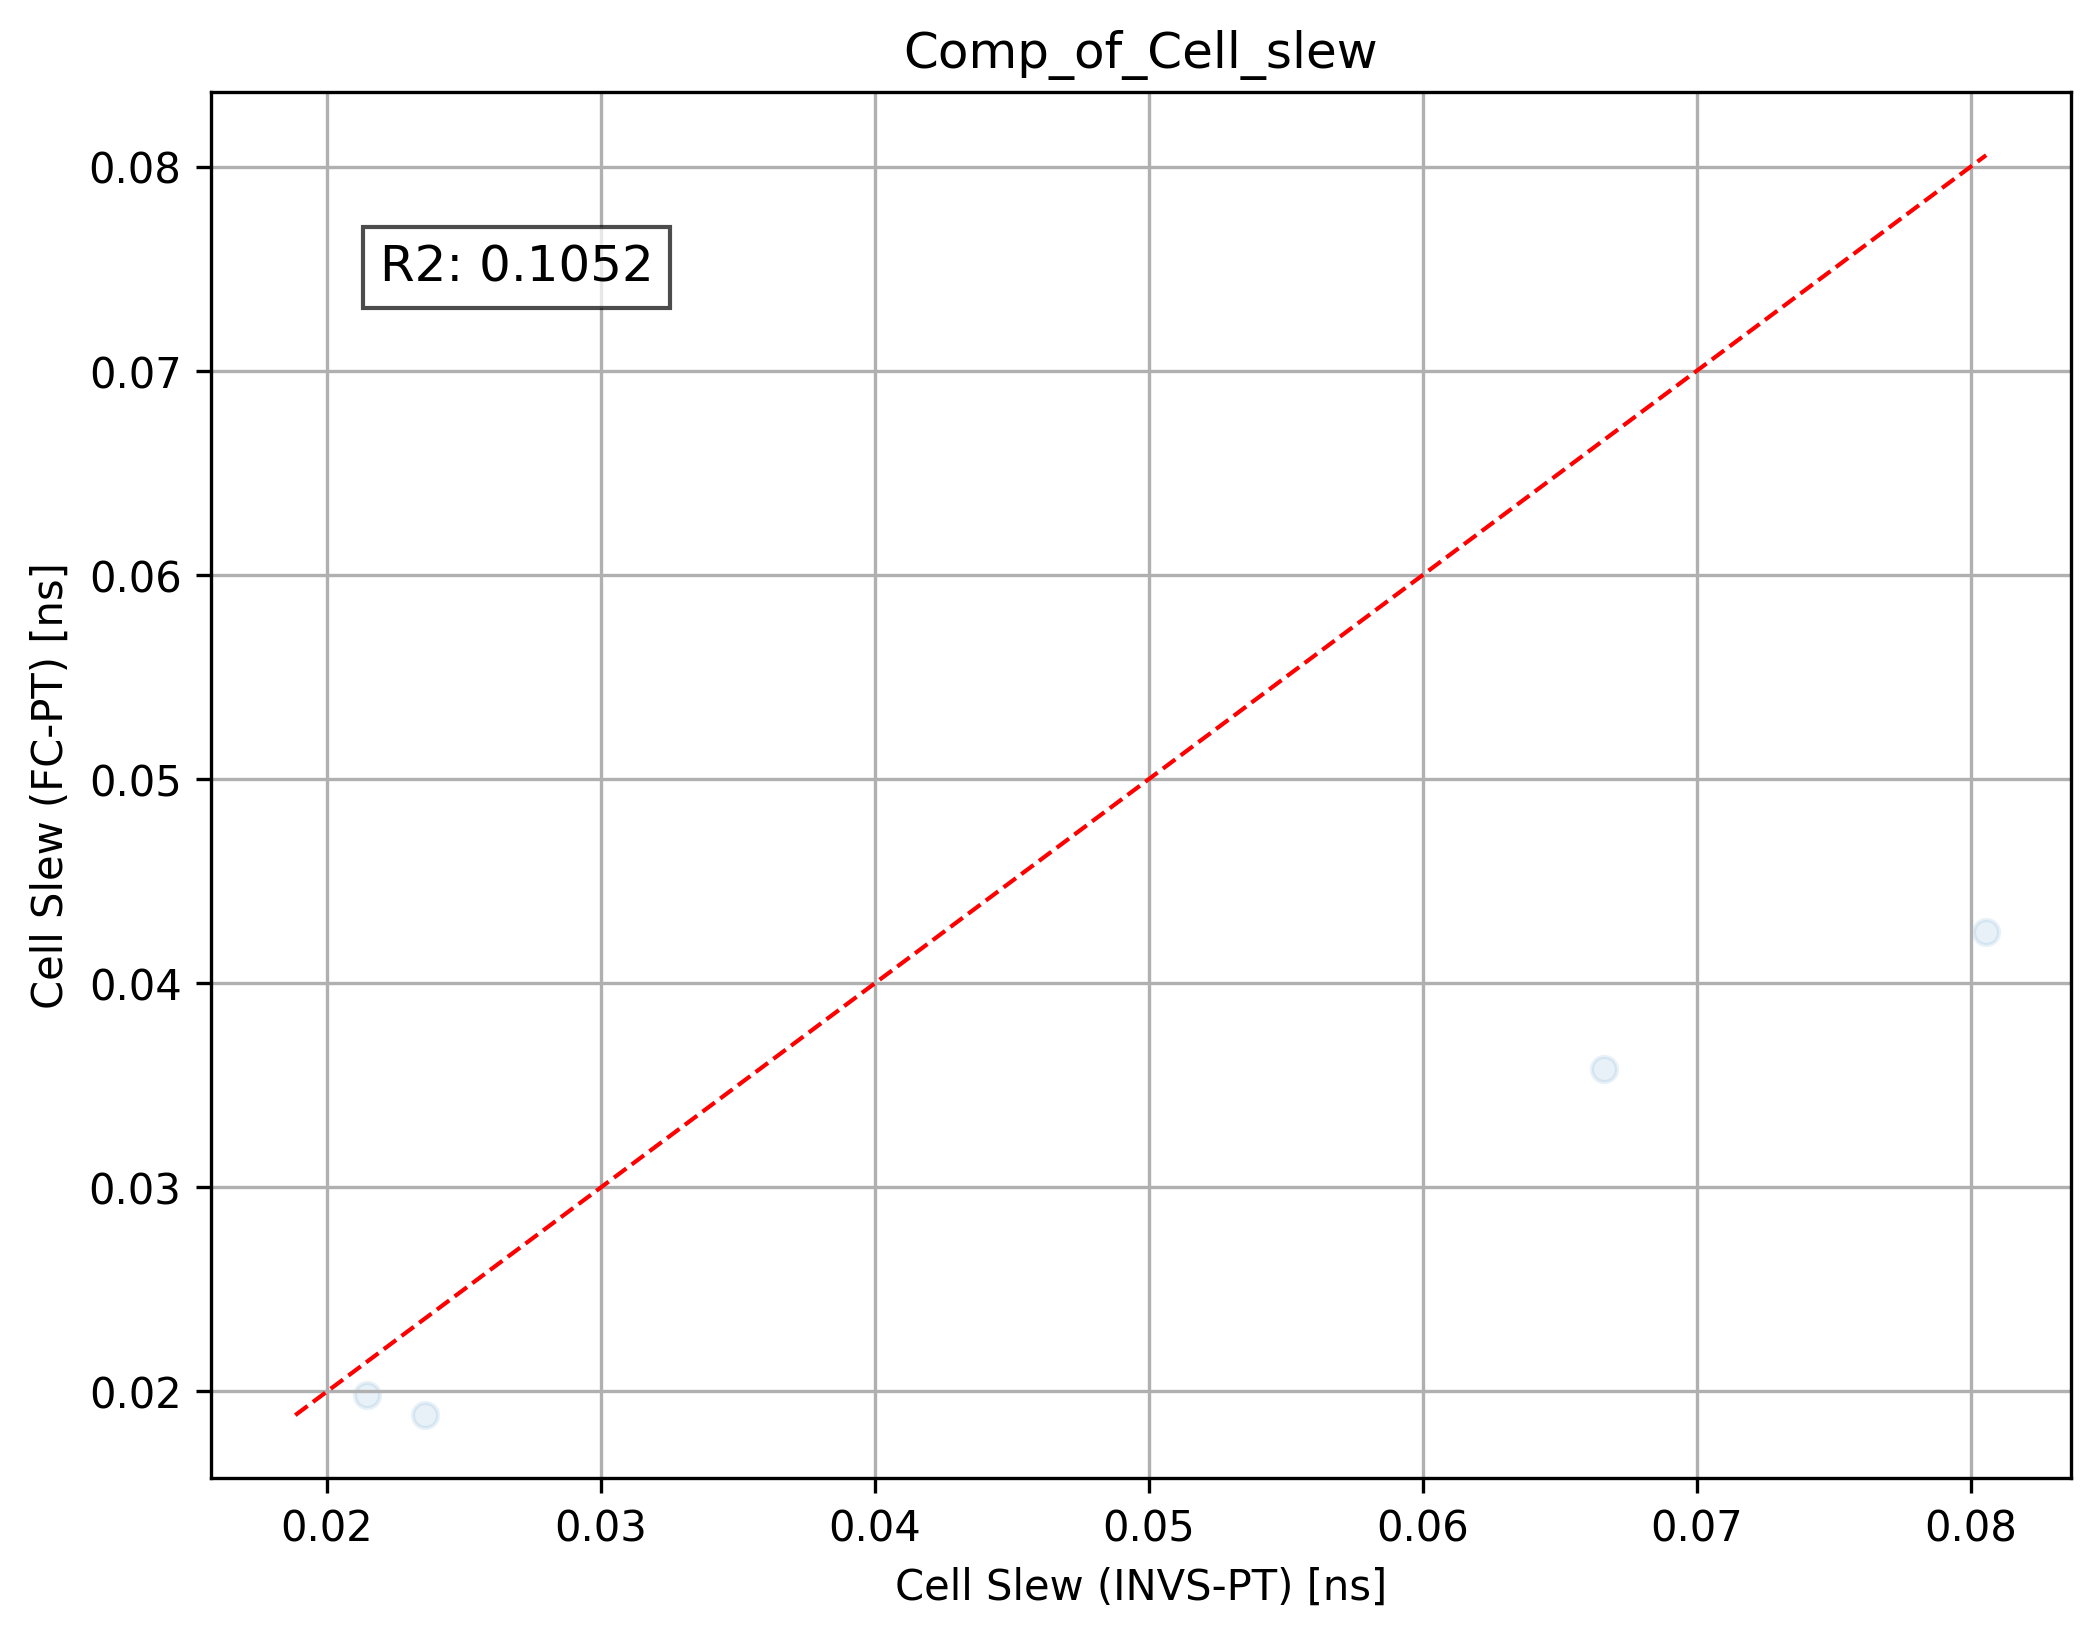 Comp_of_Cell_slew
R2: 0.1052
Cell Slew (FC-PT) [ns]
0.08
0.07
0.06
0.05
0.04
0.03
0.02
0.02 0.03 0.04 0.05 0.06 0.07 0.08
Cell Slew (INVS-PT) [ns]